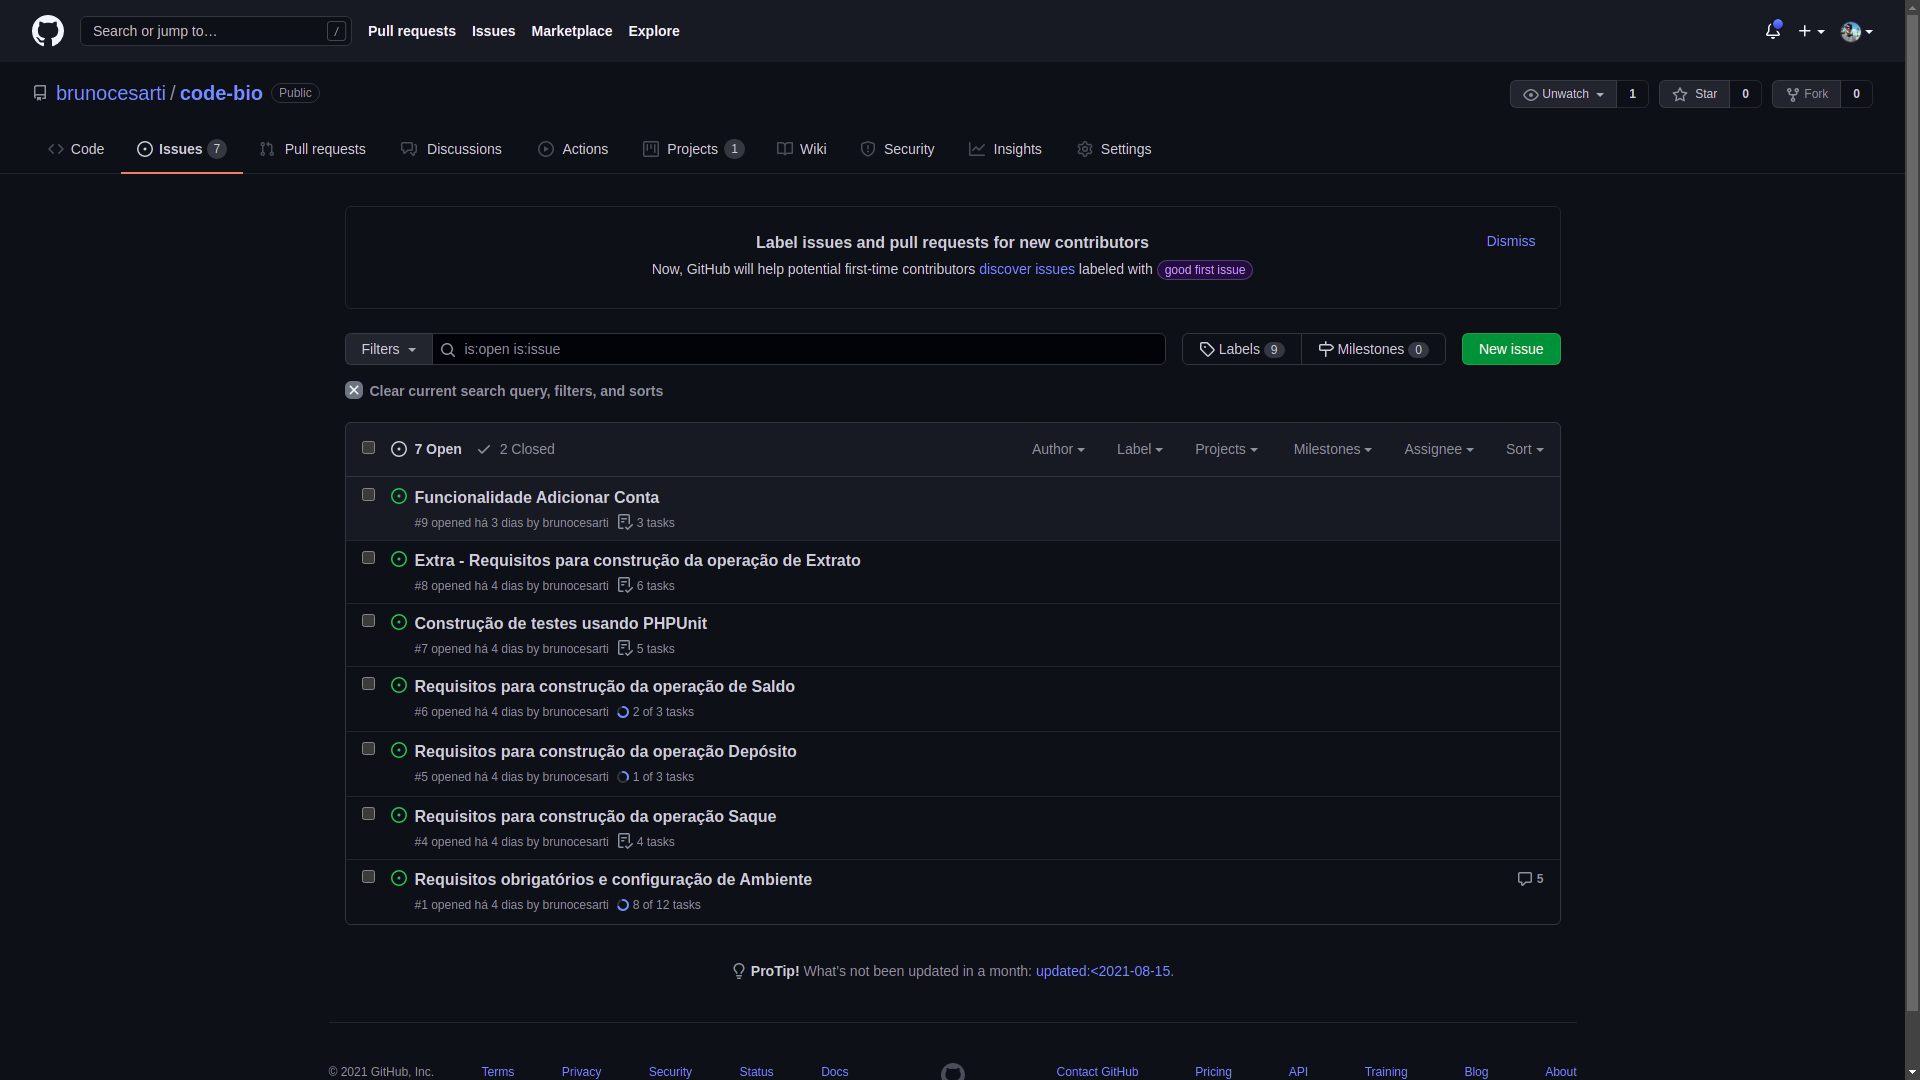 Search or jump to… / Pull requests Issues Marketplace Explore
brunocesarti / code-bio Public Unwatch 1 Star 0 Fork 0
Code Issues 7 Pull requests Discussions Actions Projects 1 Wiki Security Insights Settings
Label issues and pull requests for new contributors Dismiss
Now, GitHub will help potential first-time contributors discover issues labeled with good first issue
Filters is:open is:issue Labels 9 Milestones 0 New issue
Clear current search query, filters, and sorts
7 Open 2 Closed Author Label Projects Milestones Assignee Sort
Funcionalidade Adicionar Conta
#9 opened há 3 dias by brunocesarti 3 tasks
Extra - Requisitos para construção da operação de Extrato
#8 opened há 4 dias by brunocesarti 6 tasks
Construção de testes usando PHPUnit
#7 opened há 4 dias by brunocesarti 5 tasks
Requisitos para construção da operação de Saldo
#6 opened há 4 dias by brunocesarti 2 of 3 tasks
Requisitos para construção da operação Depósito
#5 opened há 4 dias by brunocesarti 1 of 3 tasks
Requisitos para construção da operação Saque
#4 opened há 4 dias by brunocesarti 4 tasks
Requisitos obrigatórios e configuração de Ambiente 5
#1 opened há 4 dias by brunocesarti 8 of 12 tasks
ProTip! What's not been updated in a month: updated:<2021-08-15.
© 2021 GitHub, Inc. Terms Privacy Security Status Docs Contact GitHub Pricing API Training Blog About